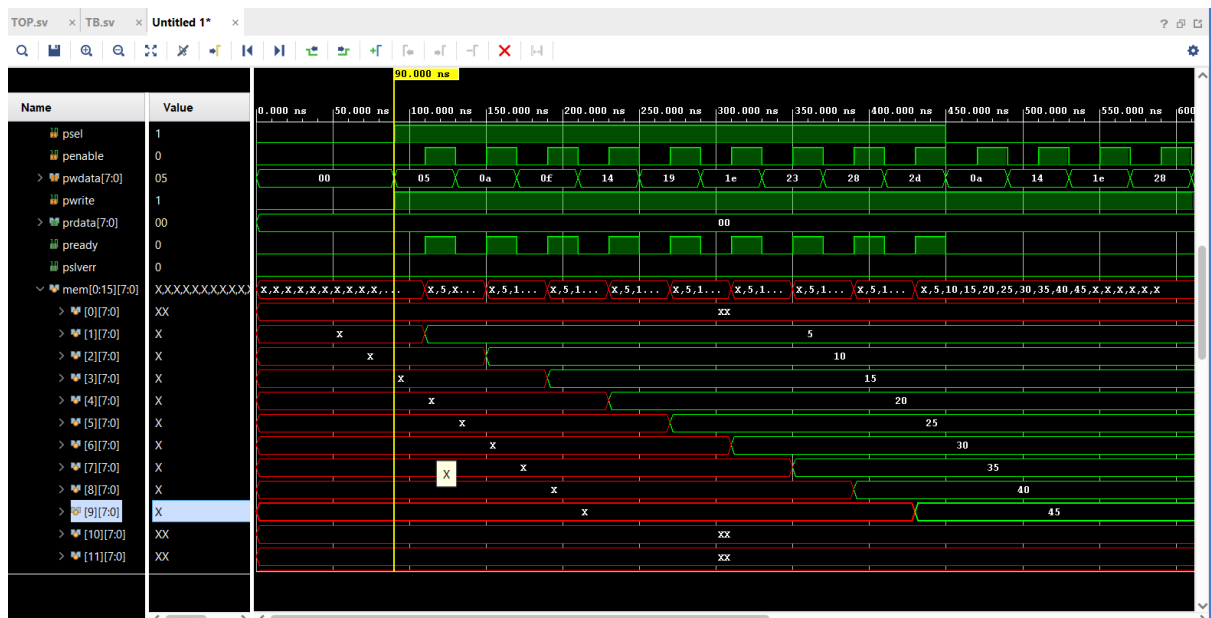 TOP.sv × TB.sv × Untitled 1* ×
90.000 ns
Name Value 0.000 ns 50.000 ns 100.000 ns 150.000 ns 200.000 ns 250.000 ns 300.000 ns 350.000 ns 400.000 ns 450.000 ns 500.000 ns 550.000 ns 600
psel 1
penable 0
pwdata[7:0] 05 00 05 0a 0f 14 19 1e 23 28 2d 0a 14 1e 28
pwrite 1
prdata[7:0] 00 00
pready 0
pslverr 0
mem[0:15][7:0] X,X,X,X,X,X,X,X,X,X,X, X,X,X,X,X,X,X,X,X,X,... X,5,X... X,5,1... X,5,1... X,5,1... X,5,1... X,5,1... X,5,1... X,5,1... X,5,10,15,20,25,30,35,40,45,X,X,X,X,X,X
[0][7:0] XX XX
[1][7:0] X X 5
[2][7:0] X X 10
[3][7:0] X X 15
[4][7:0] X X 20
[5][7:0] X X 25
[6][7:0] X X 30
[7][7:0] X X 35
X
[8][7:0] X X 40
[9][7:0] X X 45
[10][7:0] XX XX
[11][7:0] XX XX